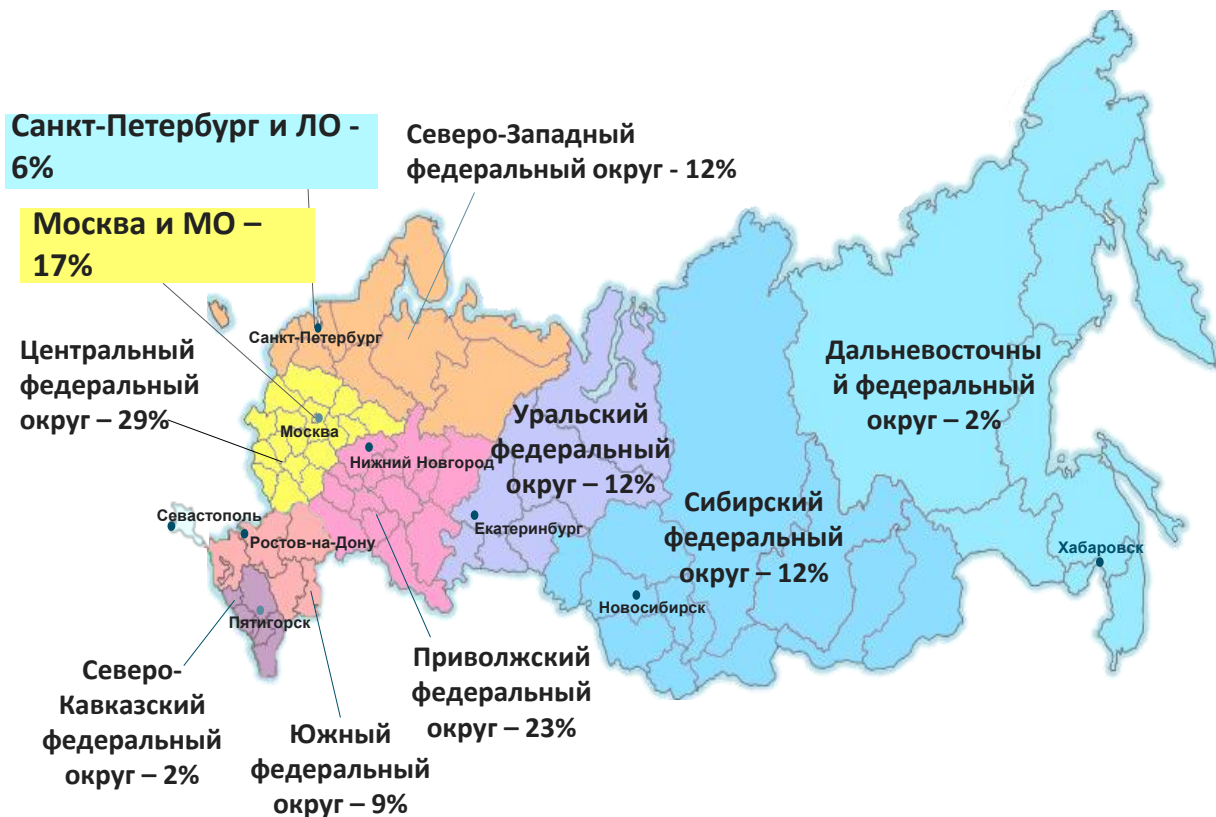 Санкт-Петербург и ЛО -
6%
Северо-Западный
федеральный округ - 12%
Москва и МО –
17%
Санкт-Петербург
Центральный
федеральный
округ – 29%
Москва
Нижний Новгород
Уральский
федеральный
округ – 12%
Дальневосточны
й федеральный
округ – 2%
Севастополь
Ростов-на-Дону
Екатеринбург
Сибирский
федеральный
округ – 12%
Хабаровск
Новосибирск
Пятигорск
Северо-
Кавказский
федеральный
округ – 2%
Южный
федеральный
округ – 9%
Приволжский
федеральный
округ – 23%